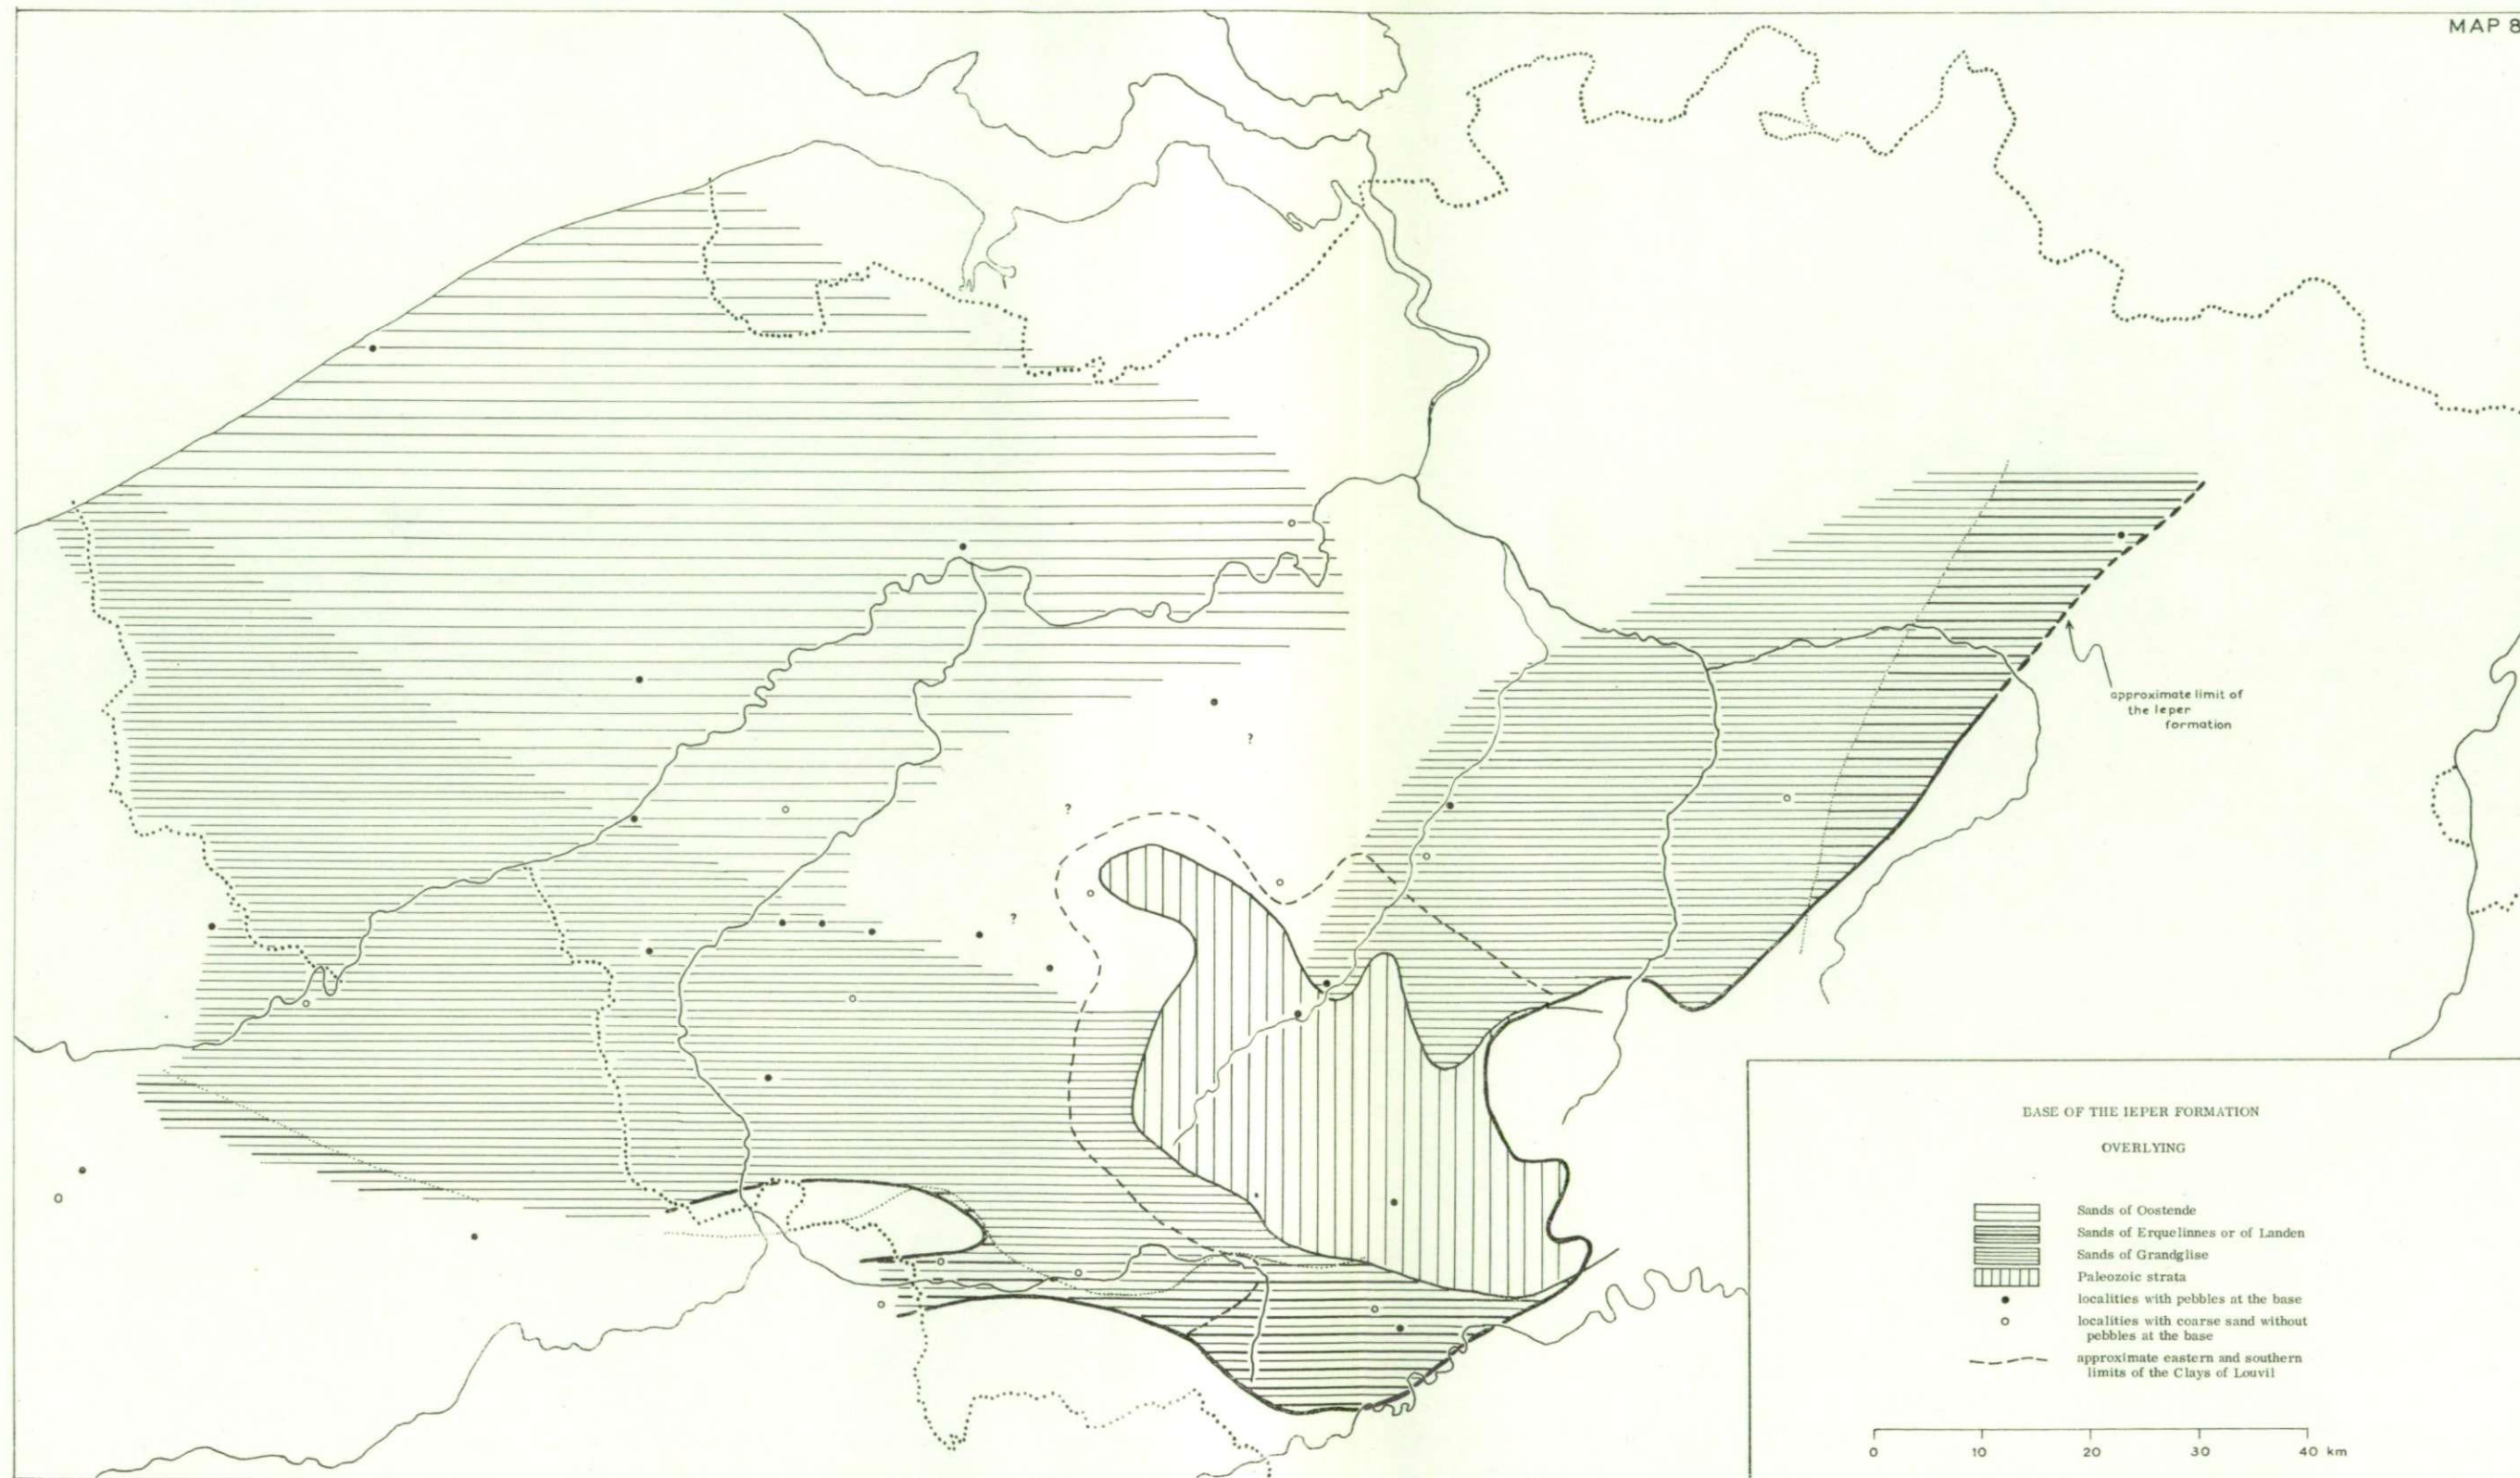 MAP 8
?
?
?
approximate limit of
the Ieper
formation
BASE OF THE IEPER FORMATION
OVERLYING
Sands of Oostende
Sands of Erquelinnes or of Landen
Sands of Grandglise
Paleozoic strata
localities with pebbles at the base
localities with coarse sand without
pebbles at the base
approximate eastern and southern
limits of the Clays of Louvil
0 10 20 30 40 km